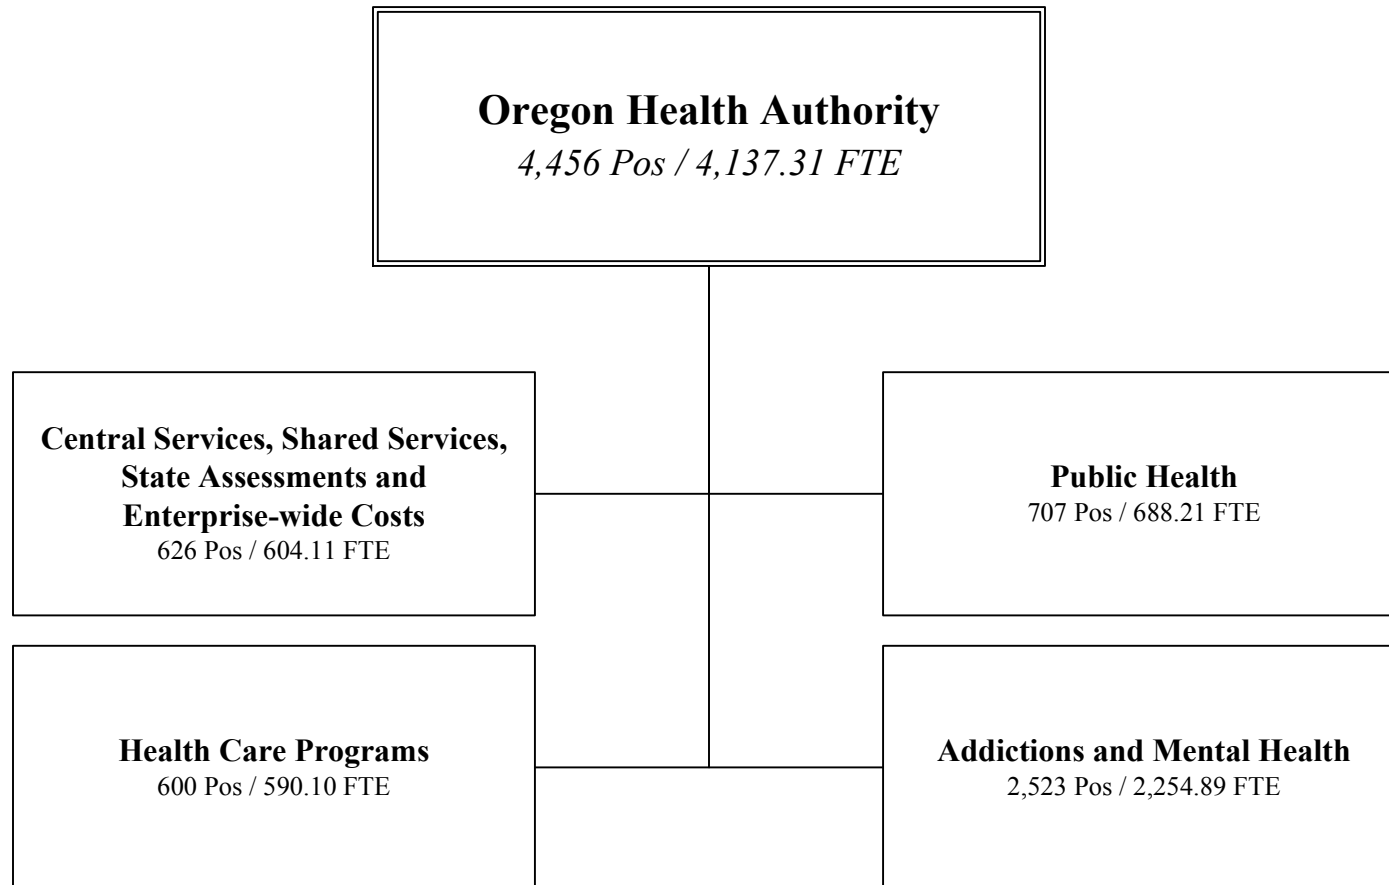 Oregon Health Authority
4,456 Pos / 4,137.31 FTE
Central Services, Shared Services,
State Assessments and
Enterprise-wide Costs
626 Pos / 604.11 FTE
Public Health
707 Pos / 688.21 FTE
Health Care Programs
600 Pos / 590.10 FTE
Addictions and Mental Health
2,523 Pos / 2,254.89 FTE